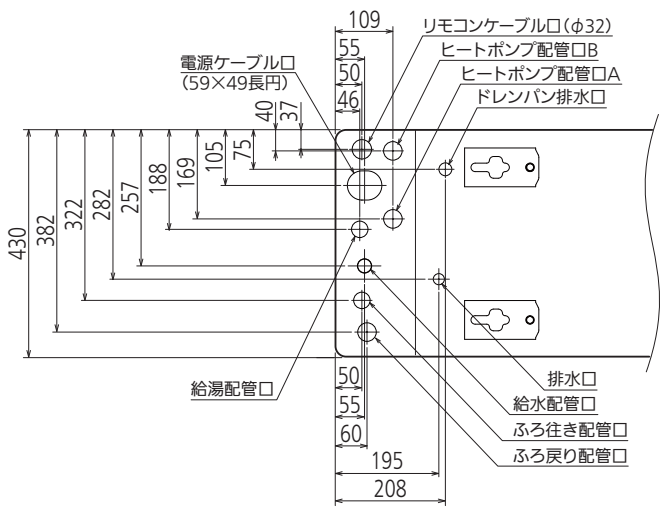 109
リモコンケーブル口(φ32)
55
ヒートポンプ配管口B
電源ケーブル口
(59×49長円)
50
ヒートポンプ配管口A
46
ドレンパン排水口
40
37
75
105
169
188
257
282
322
382
430
給湯配管口
50
55
60
195
208
排水口
給水配管口
ふろ往き配管口
ふろ戻り配管口